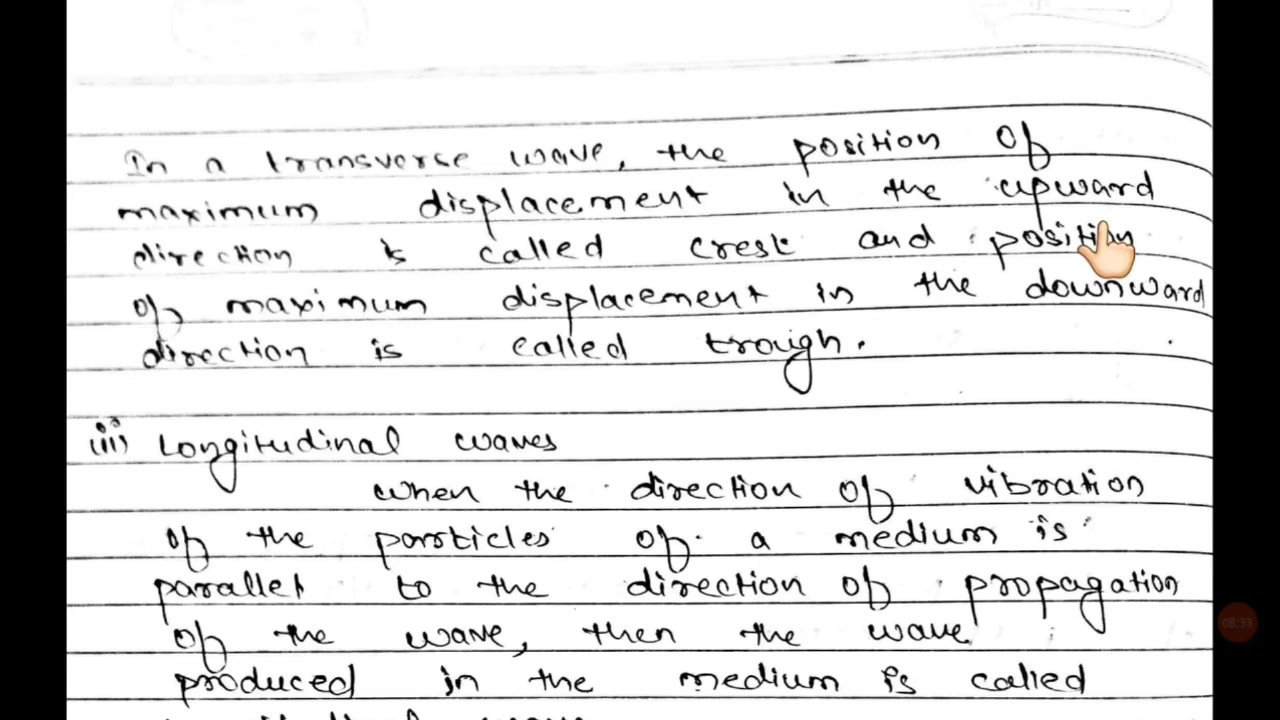 In a transverse wave, the position of
maximum displacement in the upward
direction is called crest and position
of maximum displacement in the downward
direction is called trough.
(ii) Longitudinal waves
when the direction of vibration
of the particles of a medium is
parallel to the direction of propagation
of the wave, then the wave
produced in the medium is called
08:33